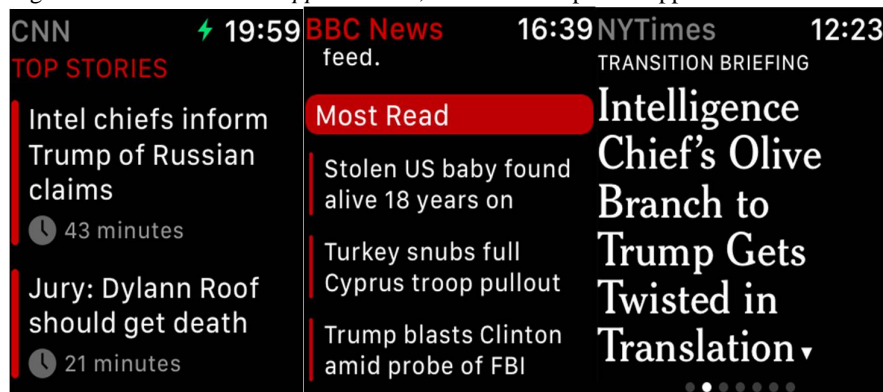 CNN 19:59
TOP STORIES
Intel chiefs inform
Trump of Russian
claims
43 minutes
Jury: Dylann Roof
should get death
21 minutes
BBC News 16:39
feed.
Most Read
Stolen US baby found
alive 18 years on
Turkey snubs full
Cyprus troop pullout
Trump blasts Clinton
amid probe of FBI
NYTimes 12:23
TRANSITION BRIEFING
Intelligence
Chief's Olive
Branch to
Trump Gets
Twisted in
Translation